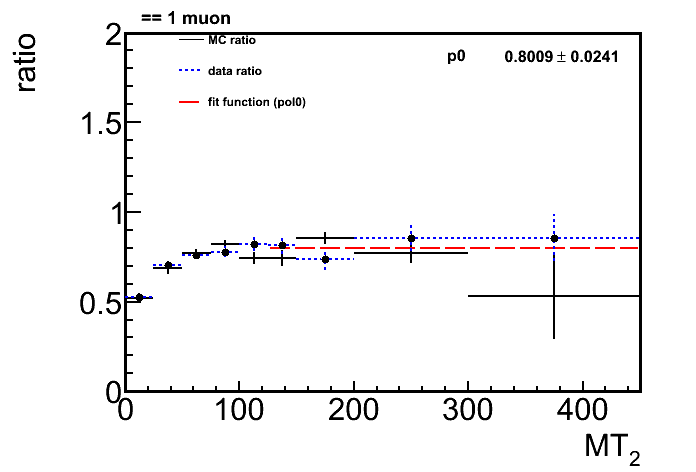 == 1 muon
ratio
2
MC ratio
p0 0.8009 ± 0.0241
data ratio
fit function (pol0)
1.5
1
0.5
0
0 100 200 300 400
MT2